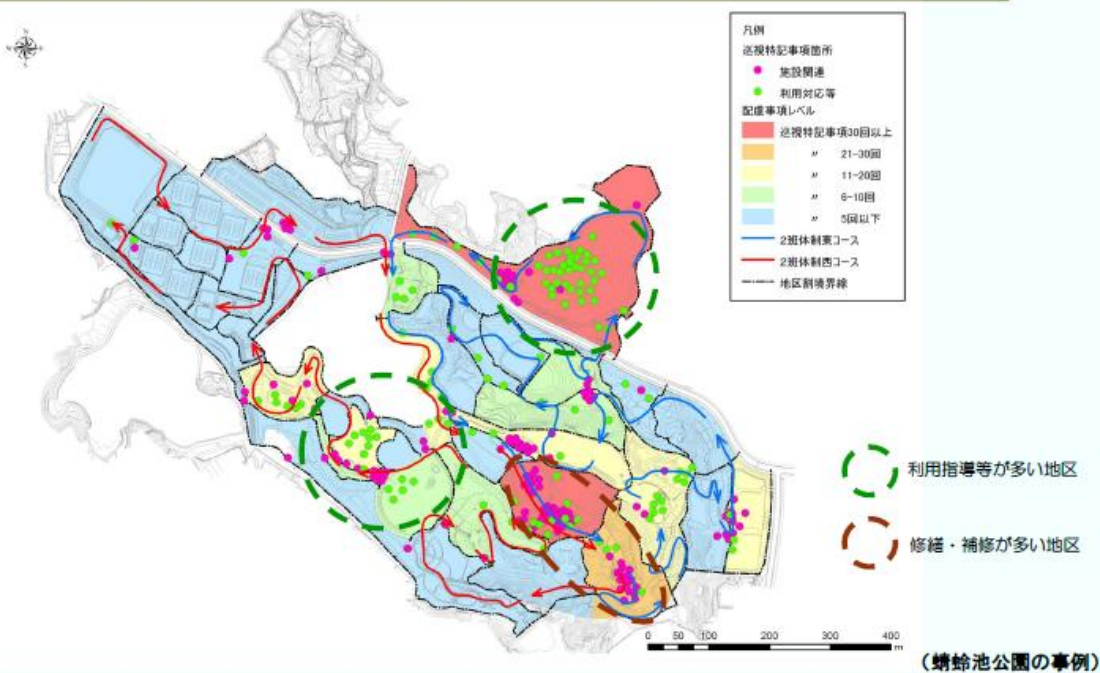 凡例
巡視特記事項箇所
施設関連
利用対応等
配慮事項レベル
巡視特記事項30回以上
〃 21-30回
〃 11-20回
〃 6-10回
〃 5回以下
2班体制東コース
2班体制西コース
地区割境界線
利用指導等が多い地区
修繕・補修が多い地区
0 50 100 200 300 400
m
(蜻蛉池公園の事例)